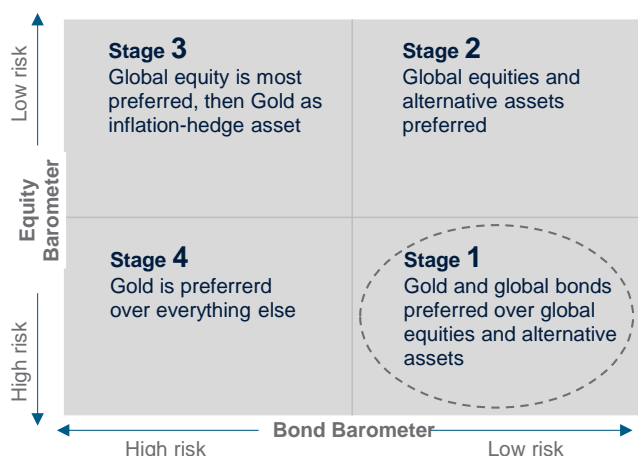 Low risk
Equity
Barometer
High risk
Stage 3
Global equity is most
preferred, then Gold as
inflation-hedge asset
Stage 2
Global equities and
alternative assets
preferred
Stage 4
Gold is preferrerd
over everything else
Stage 1
Gold and global bonds
preferred over global
equities and alternative
assets
Bond Barometer
High risk
Low risk